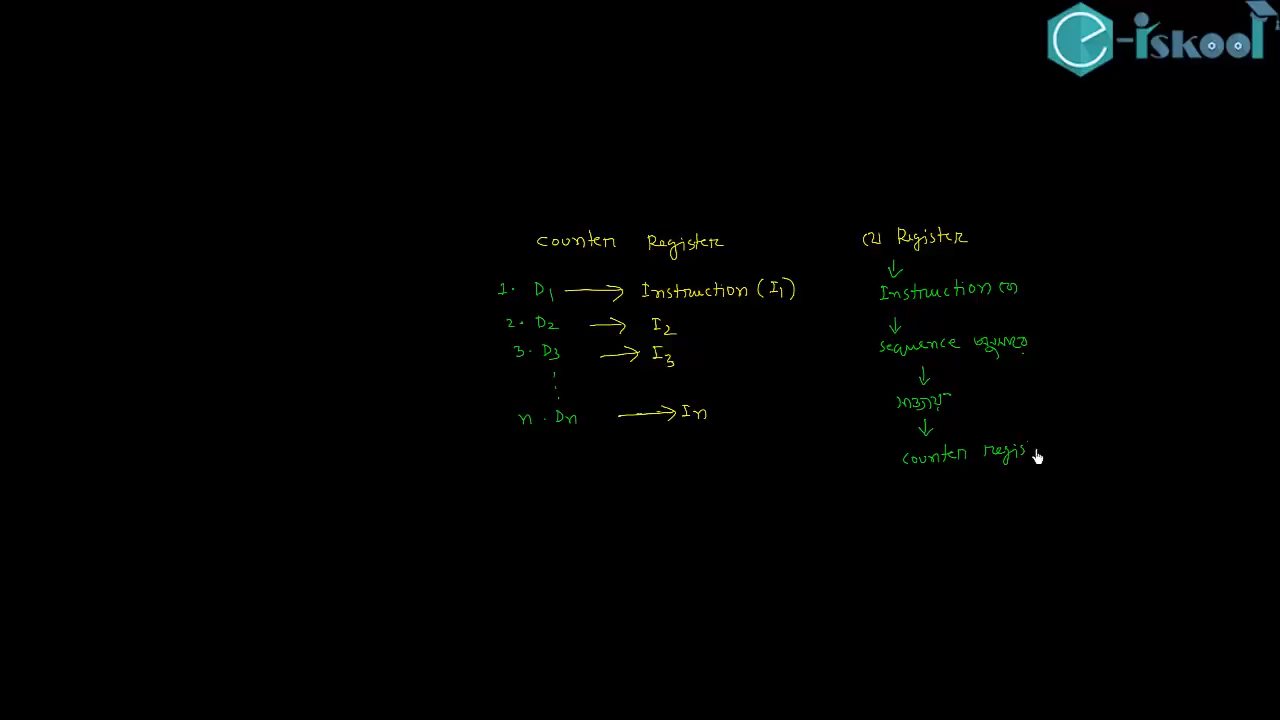 e-iskool
Counter Register
1. D1 → Instruction (I1)
2. D2 → I2
3. D3 → I3
n. Dn → In
(2) Register
↓
Instruction
↓
sequence
↓
↓
counter regis